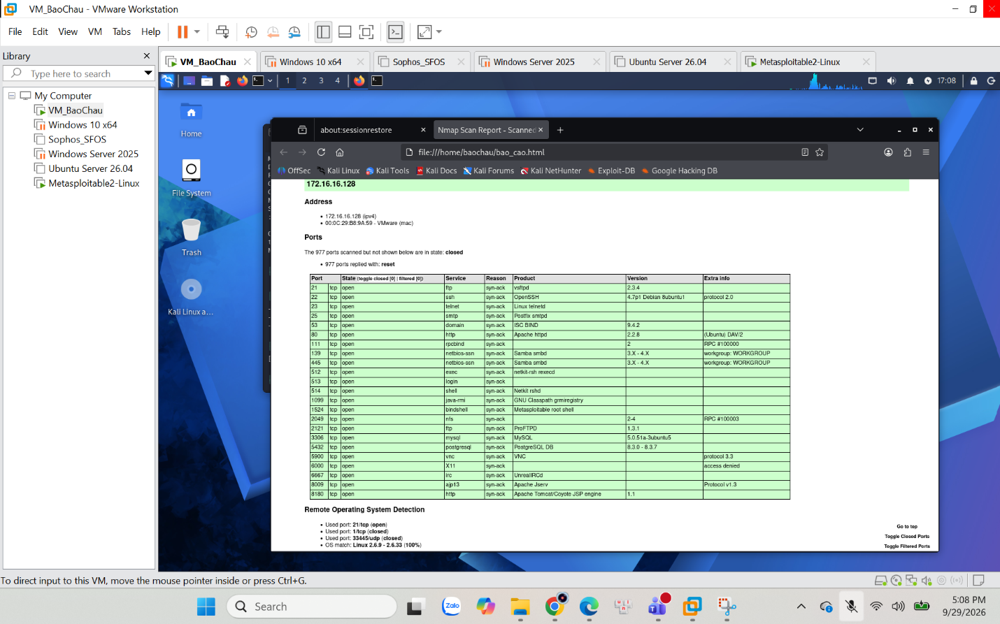 VM_BaoChau - VMware Workstation
File Edit View VM Tabs Help
Library
Type here to search
My Computer
VM_BaoChau
Windows 10 x64
Sophos_SFOS
Windows Server 2025
Ubuntu Server 26.04
Metasploitable2-Linux
VM_BaoChau Windows 10 x64 Sophos_SFOS Windows Server 2025 Ubuntu Server 26.04 Metasploitable2-Linux
1 2 3 4 17:08
Home
File System
Trash
Kali Linux a...
about:sessionrestore Nmap Scan Report - Scanned
file:///home/baochau/bao_cao.html
OffSec Kali Linux Kali Tools Kali Docs Kali Forums Kali NetHunter Exploit-DB Google Hacking DB
172.16.16.128
Address
172.16.16.128 (ipv4)
00:0C:29:B8:9A:59 - VMware (mac)
Ports
The 977 ports scanned but not shown below are in state: closed
977 ports replied with: reset
Port State (toggle closed [0] | filtered [0]) Service Reason Product Version Extra info
21 tcp open ftp syn-ack vsftpd 2.3.4
22 tcp open ssh syn-ack OpenSSH 4.7p1 Debian 8ubuntu1 protocol 2.0
23 tcp open telnet syn-ack Linux telnetd
25 tcp open smtp syn-ack Postfix smtpd
53 tcp open domain syn-ack ISC BIND 9.4.2
80 tcp open http syn-ack Apache httpd 2.2.8 (Ubuntu) DAV/2
111 tcp open rpcbind syn-ack 2 RPC #100000
139 tcp open netbios-ssn syn-ack Samba smbd 3.X - 4.X workgroup: WORKGROUP
445 tcp open netbios-ssn syn-ack Samba smbd 3.X - 4.X workgroup: WORKGROUP
512 tcp open exec syn-ack netkit-rsh rexecd
513 tcp open login syn-ack
514 tcp open shell syn-ack Netkit rshd
1099 tcp open java-rmi syn-ack GNU Classpath grmiregistry
1524 tcp open bindshell syn-ack Metasploitable root shell
2049 tcp open nfs syn-ack 2-4 RPC #100003
2121 tcp open ftp syn-ack ProFTPD 1.3.1
3306 tcp open mysql syn-ack MySQL 5.0.51a-3ubuntu5
5432 tcp open postgresql syn-ack PostgreSQL DB 8.3.0 - 8.3.7
5900 tcp open vnc syn-ack VNC protocol 3.3
6000 tcp open X11 syn-ack access denied
6667 tcp open irc syn-ack UnrealIRCd
8009 tcp open ajp13 syn-ack Apache Jserv Protocol v1.3
8180 tcp open http syn-ack Apache Tomcat/Coyote JSP engine 1.1
Remote Operating System Detection
Used port: 21/tcp (open)
Used port: 1/tcp (closed)
Used port: 33445/udp (closed)
OS match: Linux 2.6.9 - 2.6.33 (100%)
Go to top
Toggle Closed Ports
Toggle Filtered Ports
To direct input to this VM, move the mouse pointer inside or press Ctrl+G.
Search
Zalo
5:08 PM
9/29/2026